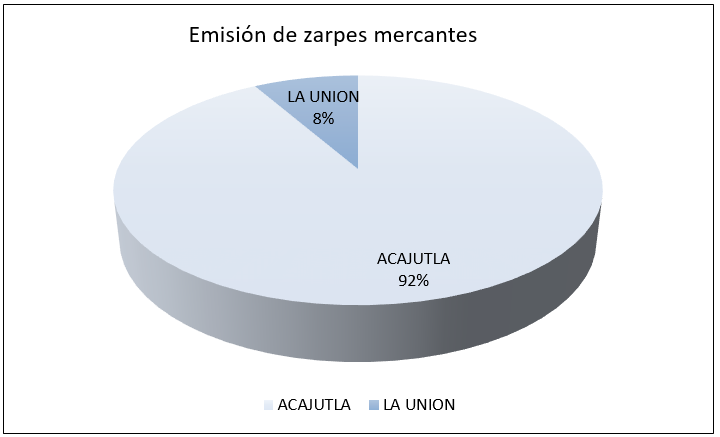 Emisión de zarpes mercantes
LA UNION
8%
ACAJUTLA
92%
ACAJUTLA LA UNION